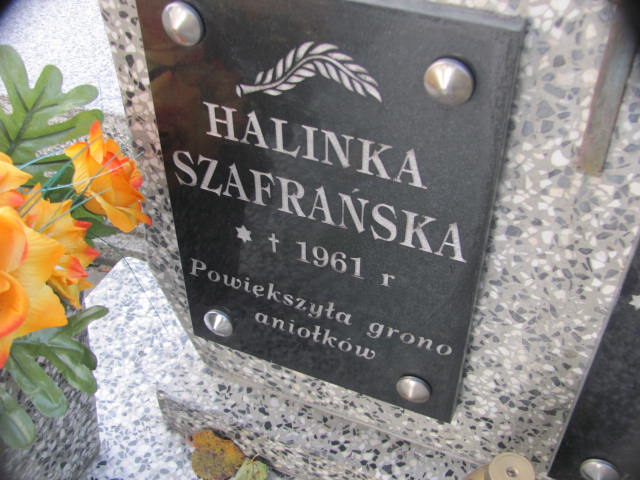 HALINKA
SZAFRAŃSKA
* † 1961 r
Powiększyła grono
aniołków